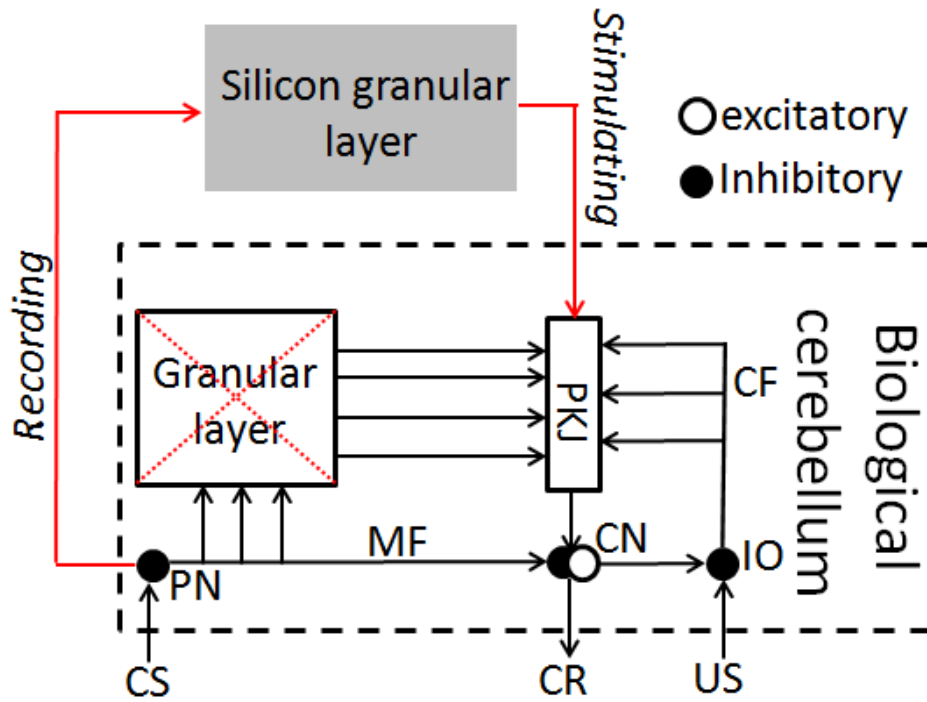 Silicon granular
layer
Stimulating
excitatory
Inhibitory
Recording
Granular
layer
PKJ
CF
Biological
cerebellum
MF
CN
PN
IO
CS
CR
US